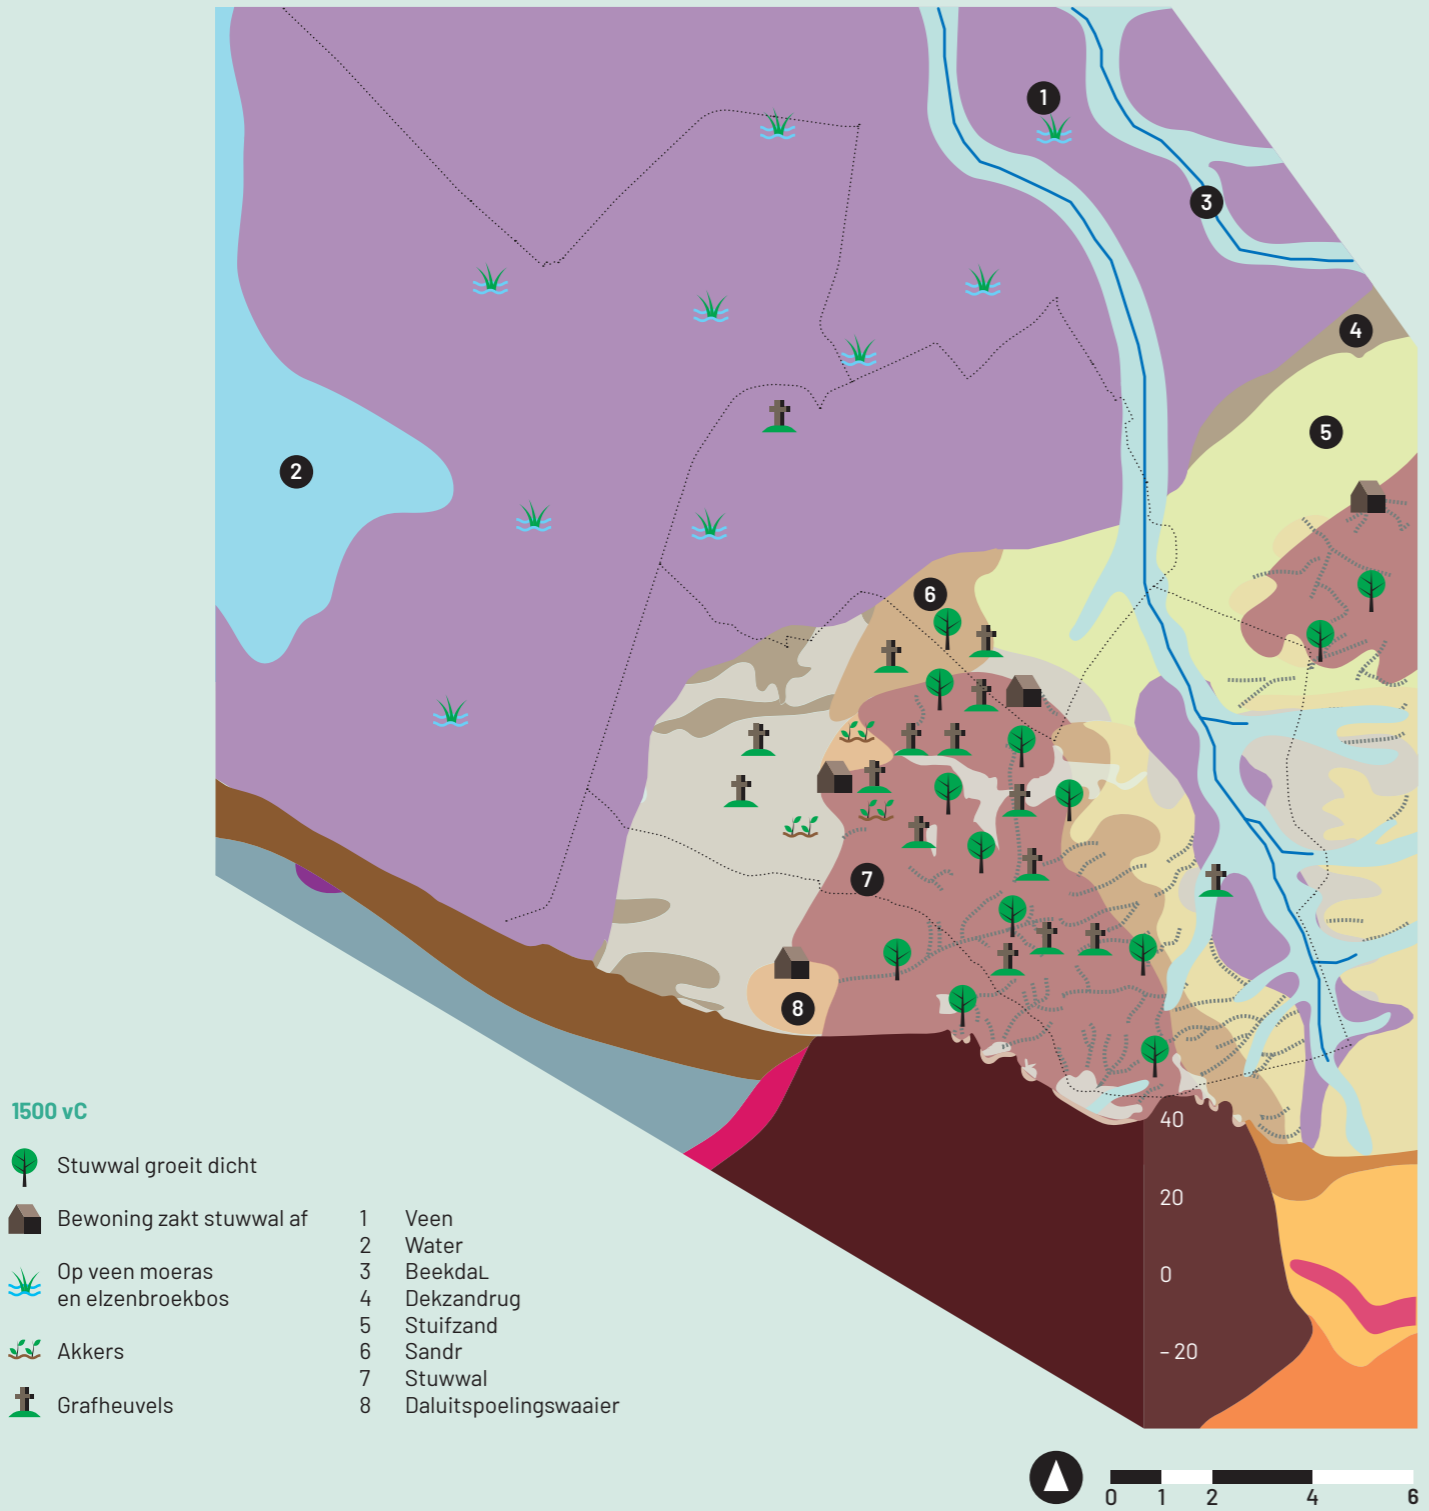 1
3
4
2
5
6
7
8
1500 vC
Stuwwal groeit dicht
Bewoning zakt stuwwal af
Op veen moeras
en elzenbroekbos
Akkers
Grafheuvels
1 Veen
2 Water
3 BeekdaL
4 Dekzandrug
5 Stuifzand
6 Sandr
7 Stuwwal
8 Daluitspoelingswaaier
40
20
0
– 20
0 1 2 4 6